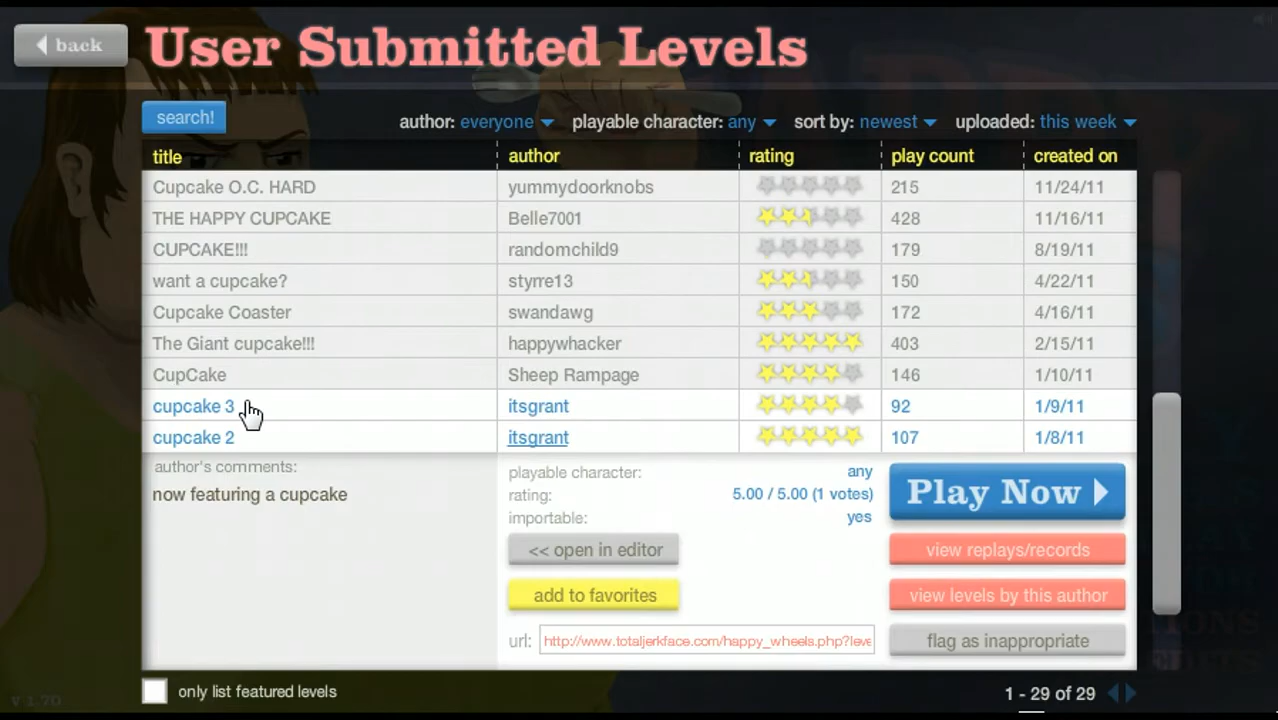 back
User Submitted Levels
search!
author: everyone playable character: any sort by: newest uploaded: this week
title author rating play count created on
Cupcake O.C. HARD yummydoorknobs 215 11/24/11
THE HAPPY CUPCAKE Belle7001 428 11/16/11
CUPCAKE!!! randomchild9 179 8/19/11
want a cupcake? styrre13 150 4/22/11
Cupcake Coaster swandawg 172 4/16/11
The Giant cupcake!!! happywhacker 403 2/15/11
CupCake Sheep Rampage 146 1/10/11
cupcake 3 itsgrant 92 1/9/11
cupcake 2 itsgrant 107 1/8/11
author's comments:
now featuring a cupcake
playable character: any
rating: 5.00 / 5.00 (1 votes)
importable: yes
Play Now
<< open in editor
view replays/records
add to favorites
view levels by this author
url: http://www.totaljerkface.com/happy_wheels.php?leve
flag as inappropriate
only list featured levels
1 - 29 of 29
v 1.70